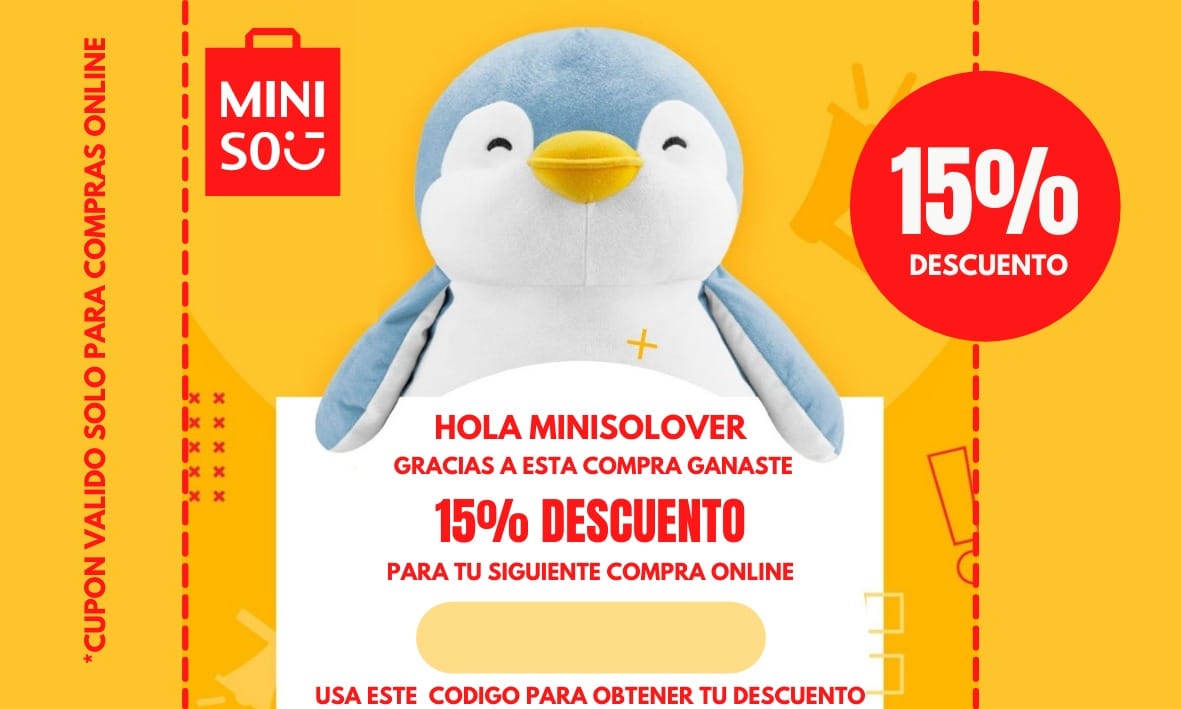 *CUPON VALIDO SOLO PARA COMPRAS ONLINE
MINI
SO
15%
DESCUENTO
HOLA MINISOLOVER
GRACIAS A ESTA COMPRA GANASTE
15% DESCUENTO
PARA TU SIGUIENTE COMPRA ONLINE
USA ESTE CODIGO PARA OBTENER TU DESCUENTO